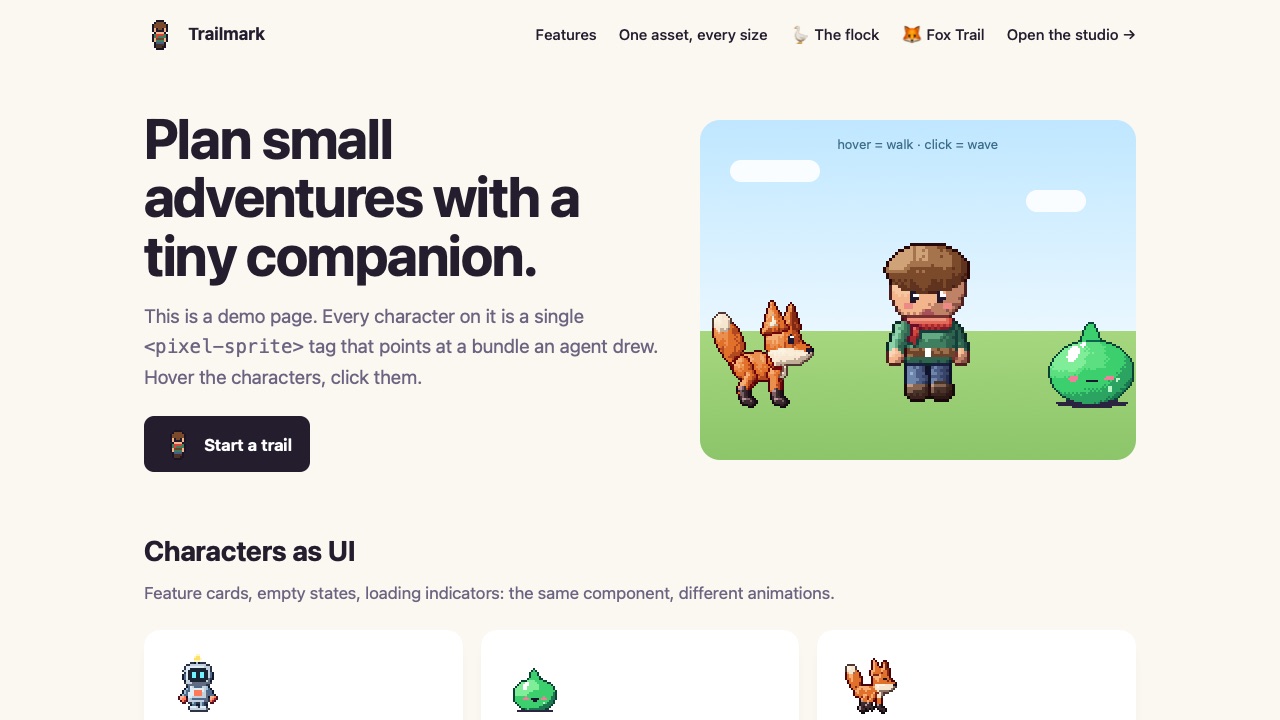 Trailmark
Features
One asset, every size
The flock
Fox Trail
Open the studio →
Plan small
adventures with a
tiny companion.
This is a demo page. Every character on it is a single
<pixel-sprite> tag that points at a bundle an agent drew.
Hover the characters, click them.
Start a trail
hover = walk · click = wave
Characters as UI
Feature cards, empty states, loading indicators: the same component, different animations.